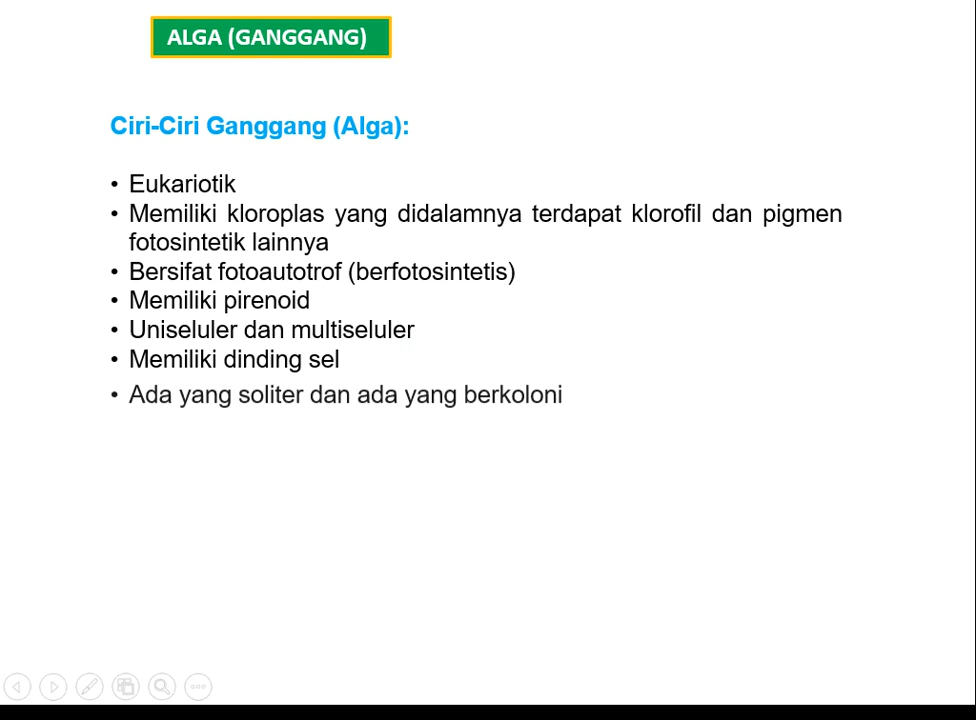 ALGA (GANGGANG)
Ciri-Ciri Ganggang (Alga):
• Eukariotik
• Memiliki kloroplas yang didalamnya terdapat klorofil dan pigmen
fotosintetik lainnya
• Bersifat fotoautotrof (berfotosintetis)
• Memiliki pirenoid
• Uniseluler dan multiseluler
• Memiliki dinding sel
• Ada yang soliter dan ada yang berkoloni